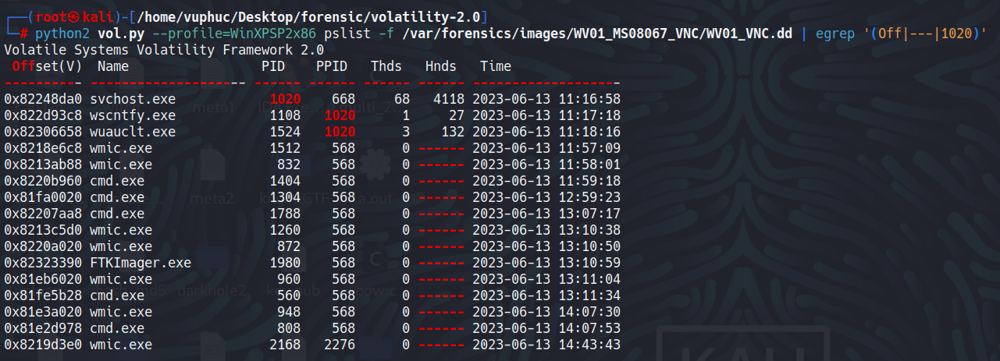 ┌──(root㉿kali)-[/home/vuphuc/Desktop/forensic/volatility-2.0]
└─# python2 vol.py --profile=WinXPSP2x86 pslist -f /var/forensics/images/WV01_MS08067_VNC/WV01_VNC.dd | egrep '(Off|---|1020)'
Volatile Systems Volatility Framework 2.0
 Offset(V)  Name                 PID    PPID   Thds   Hnds   Time
---------- -------------------- ------ ------ ------ ------ -------------------
0x82248da0 svchost.exe            1020    668     68   4118 2023-06-13 11:16:58
0x822d93c8 wscntfy.exe            1108   1020      1     27 2023-06-13 11:17:18
0x82306658 wuauclt.exe            1524   1020      3    132 2023-06-13 11:18:16
0x8218e6c8 wmic.exe               1512    568      0 ------ 2023-06-13 11:57:09
0x8213ab88 wmic.exe                832    568      0 ------ 2023-06-13 11:58:01
0x8220b960 cmd.exe                1404    568      0 ------ 2023-06-13 11:59:18
0x81fa0020 cmd.exe                1304    568      0 ------ 2023-06-13 12:59:23
0x82207aa8 cmd.exe                1788    568      0 ------ 2023-06-13 13:07:17
0x8213c5d0 wmic.exe               1260    568      0 ------ 2023-06-13 13:10:38
0x8220a020 wmic.exe                872    568      0 ------ 2023-06-13 13:10:50
0x82323390 FTKImager.exe          1980    568      0 ------ 2023-06-13 13:10:59
0x81eb6020 wmic.exe                960    568      0 ------ 2023-06-13 13:11:04
0x81fe5b28 cmd.exe                 560    568      0 ------ 2023-06-13 13:11:34
0x81e3a020 wmic.exe                948    568      0 ------ 2023-06-13 14:07:30
0x81e2d978 cmd.exe                 808    568      0 ------ 2023-06-13 14:07:53
0x8219d3e0 wmic.exe               2168   2276      0 ------ 2023-06-13 14:43:43
meta1
meta2
darkhole2
a.out
KALI